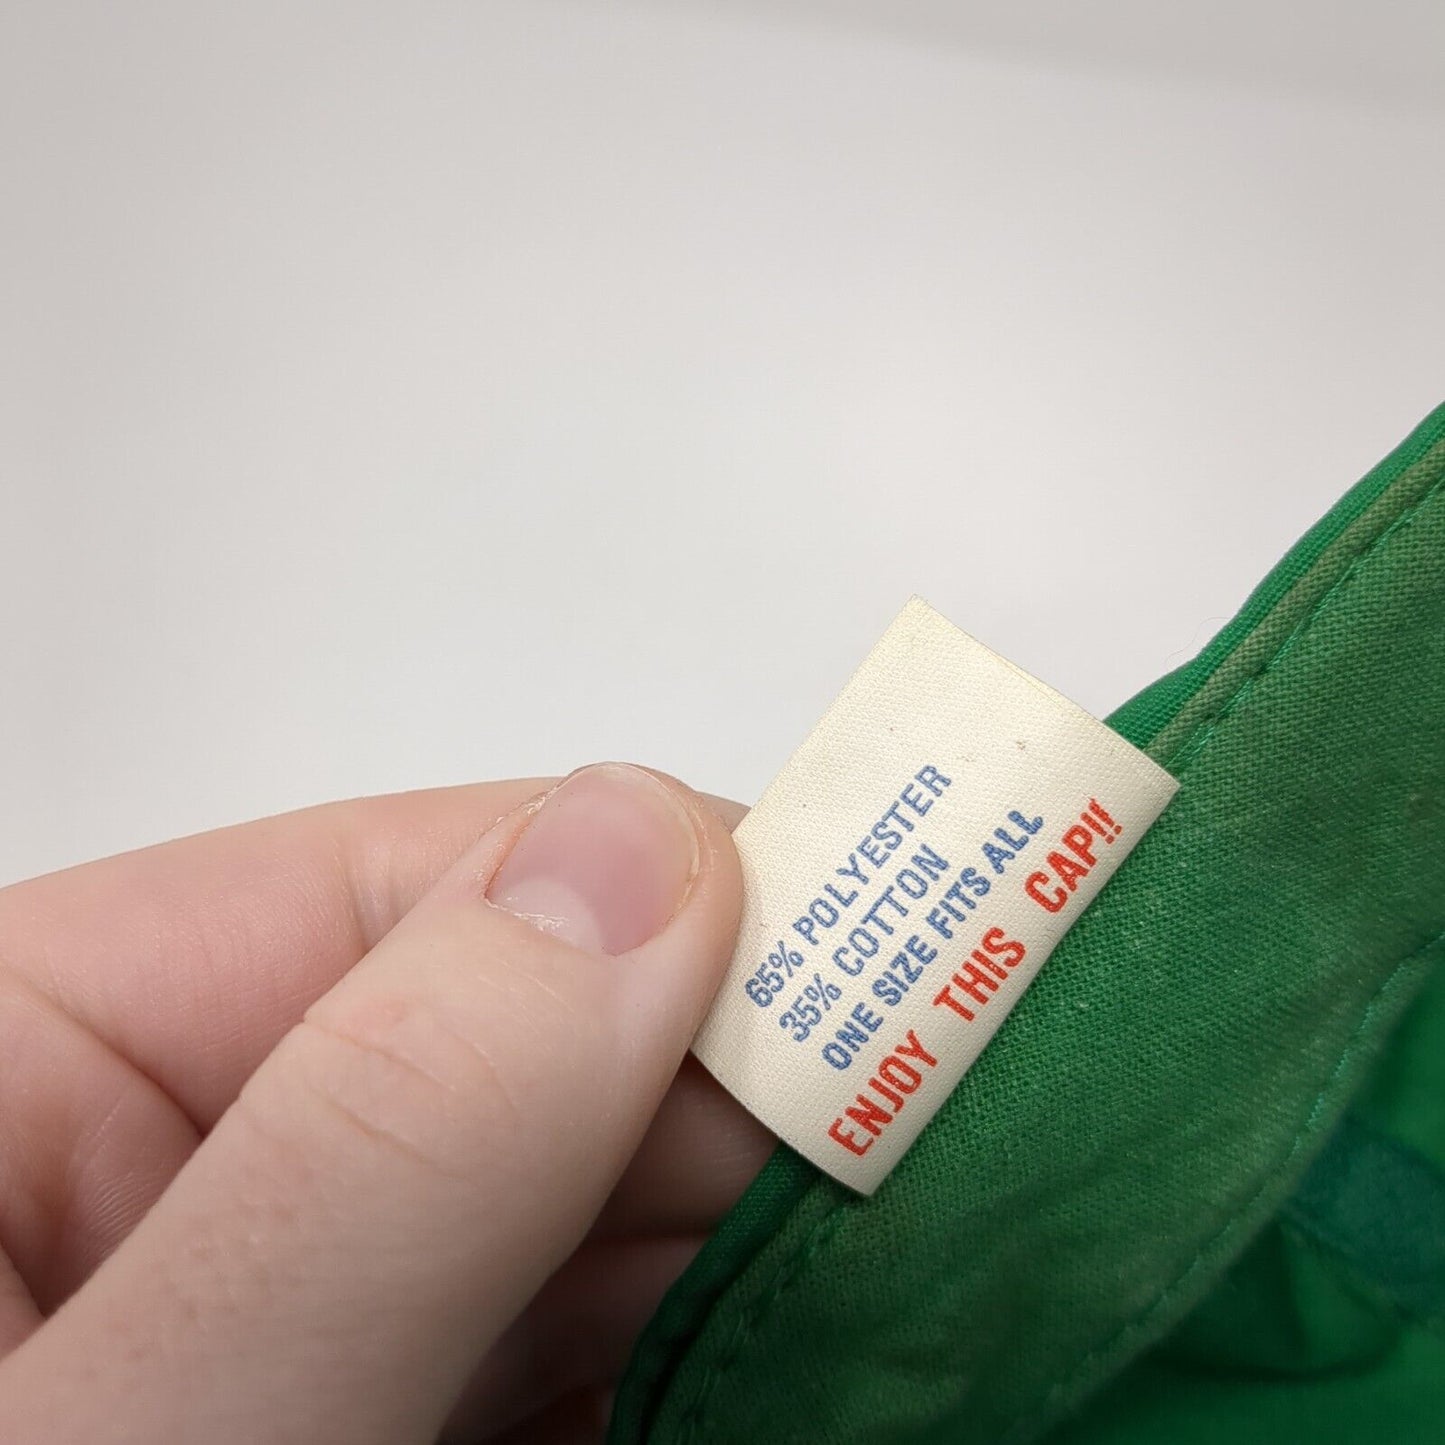 65% POLYESTER
35% COTTON
ONE SIZE FITS ALL
ENJOY THIS CAP!!